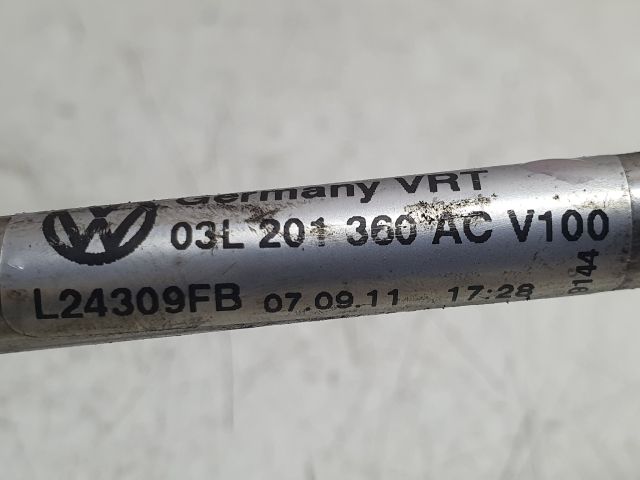 Germany VRT
03L 201 360 AC V100
L24309FB 07.09.11 17:28